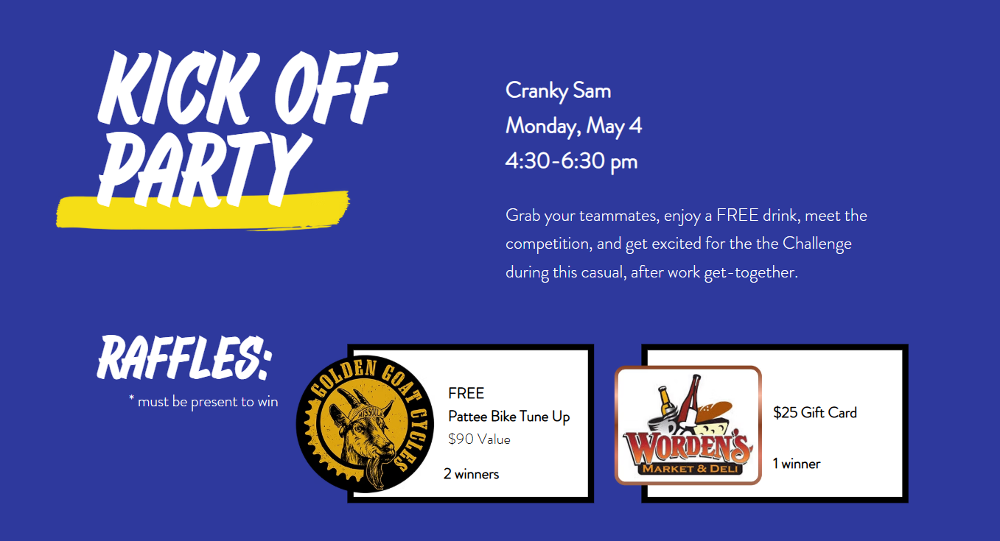 KICK OFF
PARTY
Cranky Sam
Monday, May 4
4:30-6:30 pm
Grab your teammates, enjoy a FREE drink, meet the
competition, and get excited for the the Challenge
during this casual, after work get-together.
RAFFLES:
* must be present to win
GOLDEN GOAT CYCLES
MISSOULA
FREE
Pattee Bike Tune Up
$90 Value
2 winners
WORDEN'S
MARKET & DELI
$25 Gift Card
1 winner